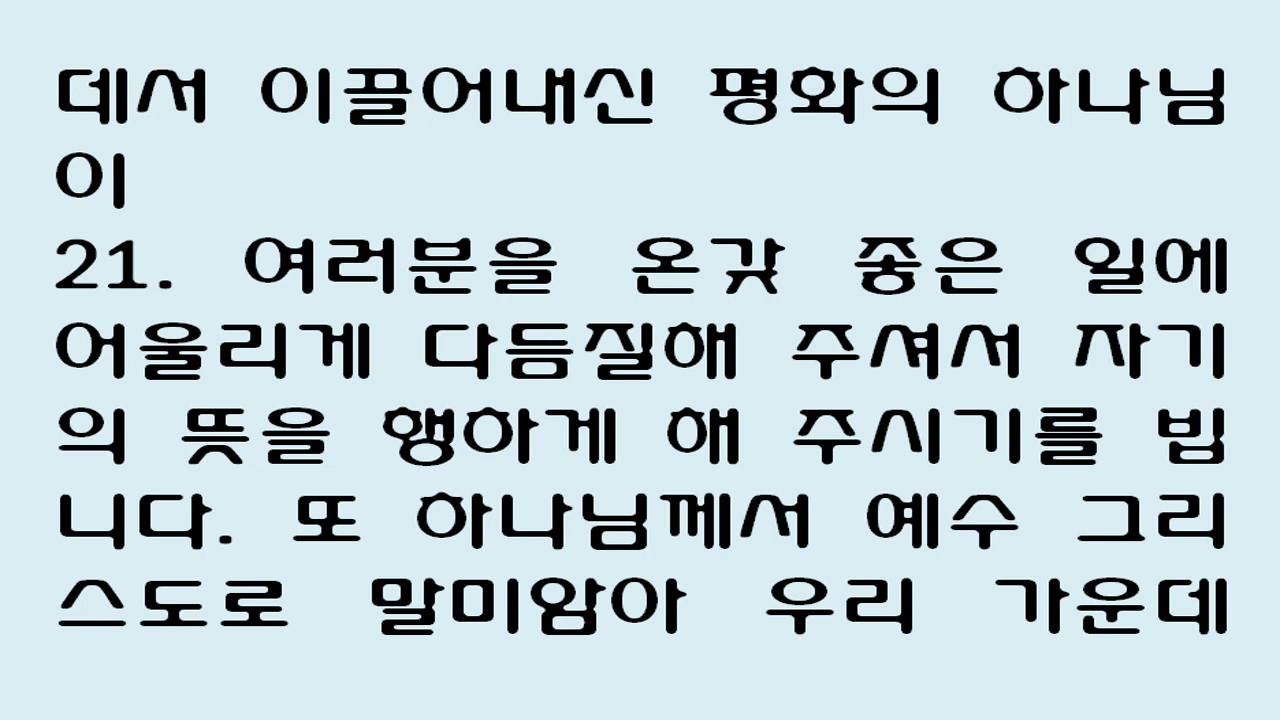 데서 이끌어내신 평화의 하나님
이
21. 여러분을 온갖 좋은 일에
어울리게 다듬질해 주셔서 자기
의 뜻을 행하게 해 주시기를 빕
니다. 또 하나님께서 예수 그리
스도로 말미암아 우리 가운데